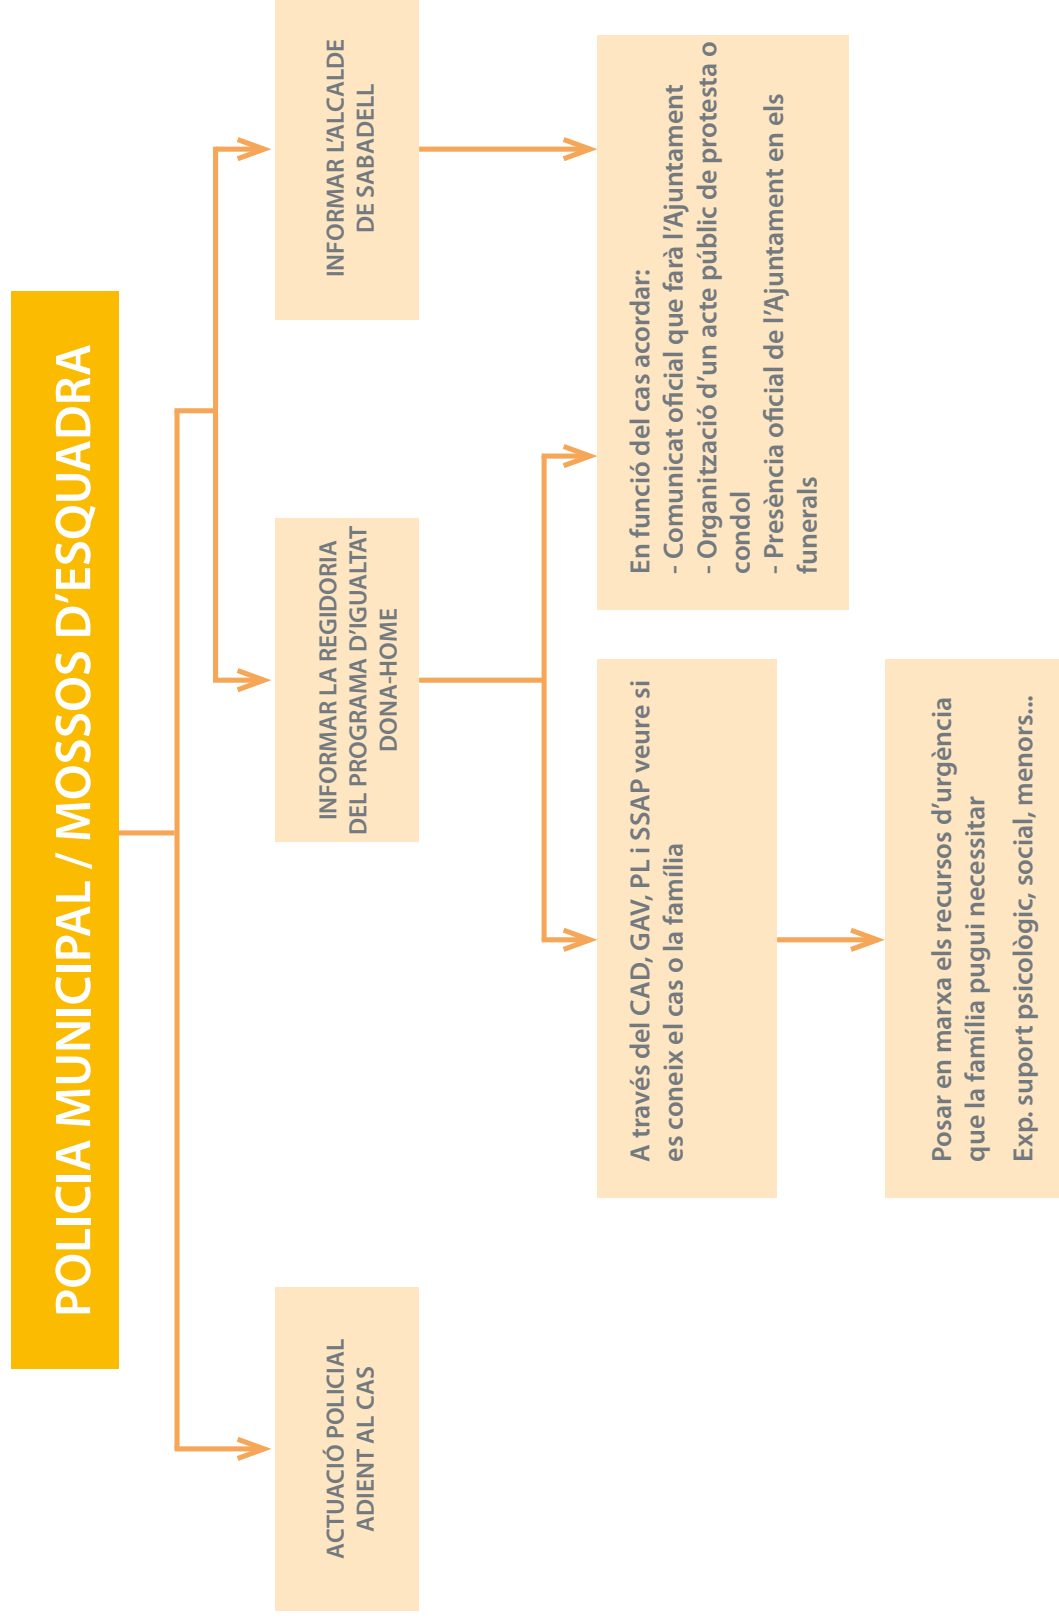 POLICIA MUNICIPAL / MOSSOS D'ESQUADRA
ACTUACIÓ POLICIAL
ADIENT AL CAS
INFORMAR LA REGIDORIA
DEL PROGRAMA D'IGUALTAT
DONA-HOME
INFORMAR L'ALCALDE
DE SABADELL
A través del CAD, GAV, PL i SSAP veure si
es coneix el cas o la família
En funció del cas acordar:
- Comunicat oficial que farà l'Ajuntament
- Organització d'un acte públic de protesta o
condol
- Presència oficial de l'Ajuntament en els
funerals
Posar en marxa els recursos d'urgència
que la família pugui necessitar
Exp. suport psicològic, social, menors...